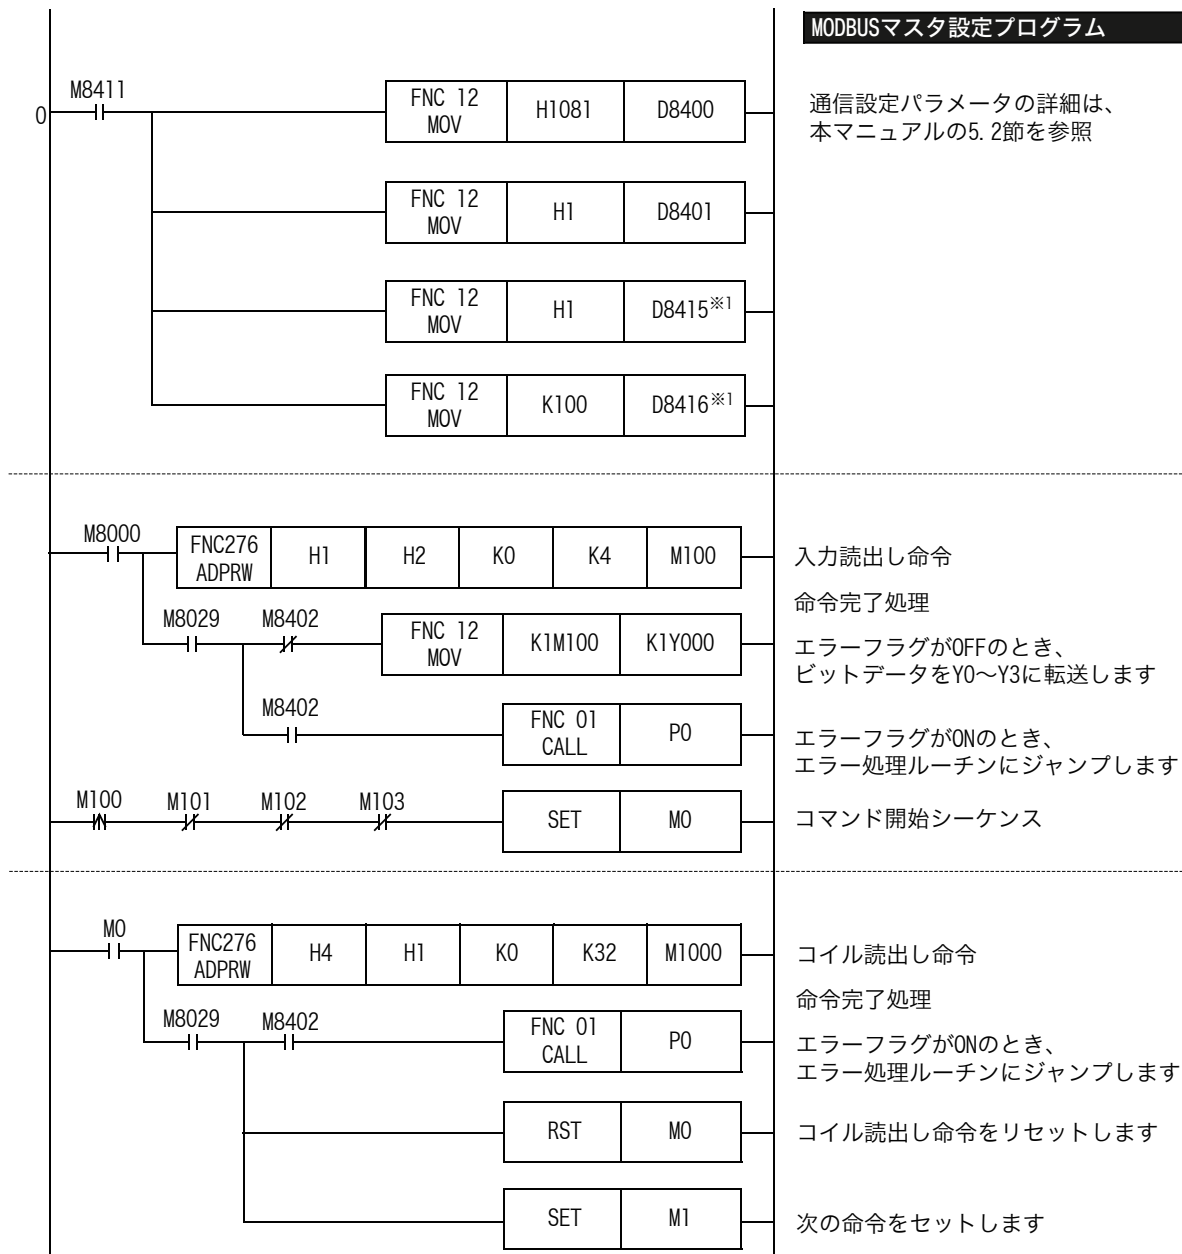 MODBUSマスタ設定プログラム
M8411
0
FNC 12
MOV
H1081
D8400
通信設定パラメータの詳細は、
本マニュアルの5.2節を参照
FNC 12
MOV
H1
D8401
FNC 12
MOV
H1
D8415※1
FNC 12
MOV
K100
D8416※1
M8000
FNC276
ADPRW
H1
H2
K0
K4
M100
入力読出し命令
命令完了処理
M8029
M8402
FNC 12
MOV
K1M100
K1Y000
エラーフラグがOFFのとき、
ビットデータをY0～Y3に転送します
M8402
FNC 01
CALL
P0
エラーフラグがONのとき、
エラー処理ルーチンにジャンプします
M100
M101
M102
M103
SET
M0
コマンド開始シーケンス
M0
FNC276
ADPRW
H4
H1
K0
K32
M1000
コイル読出し命令
命令完了処理
M8029
M8402
FNC 01
CALL
P0
エラーフラグがONのとき、
エラー処理ルーチンにジャンプします
RST
M0
コイル読出し命令をリセットします
SET
M1
次の命令をセットします